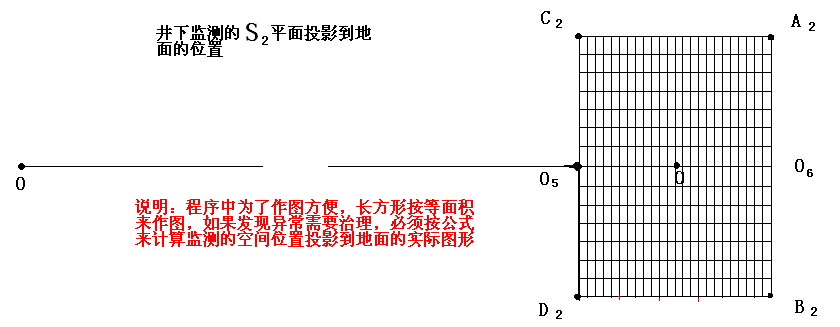 井下监测的 S₂平面投影到地
面的位置
C₂
A₂
O
O₅
O
O₆
说明：程序中为了作图方便，长方形按等面积
来作图，如果发现异常需要治理，必须按公式
来计算监测的空间位置投影到地面的实际图形
D₂
B₂